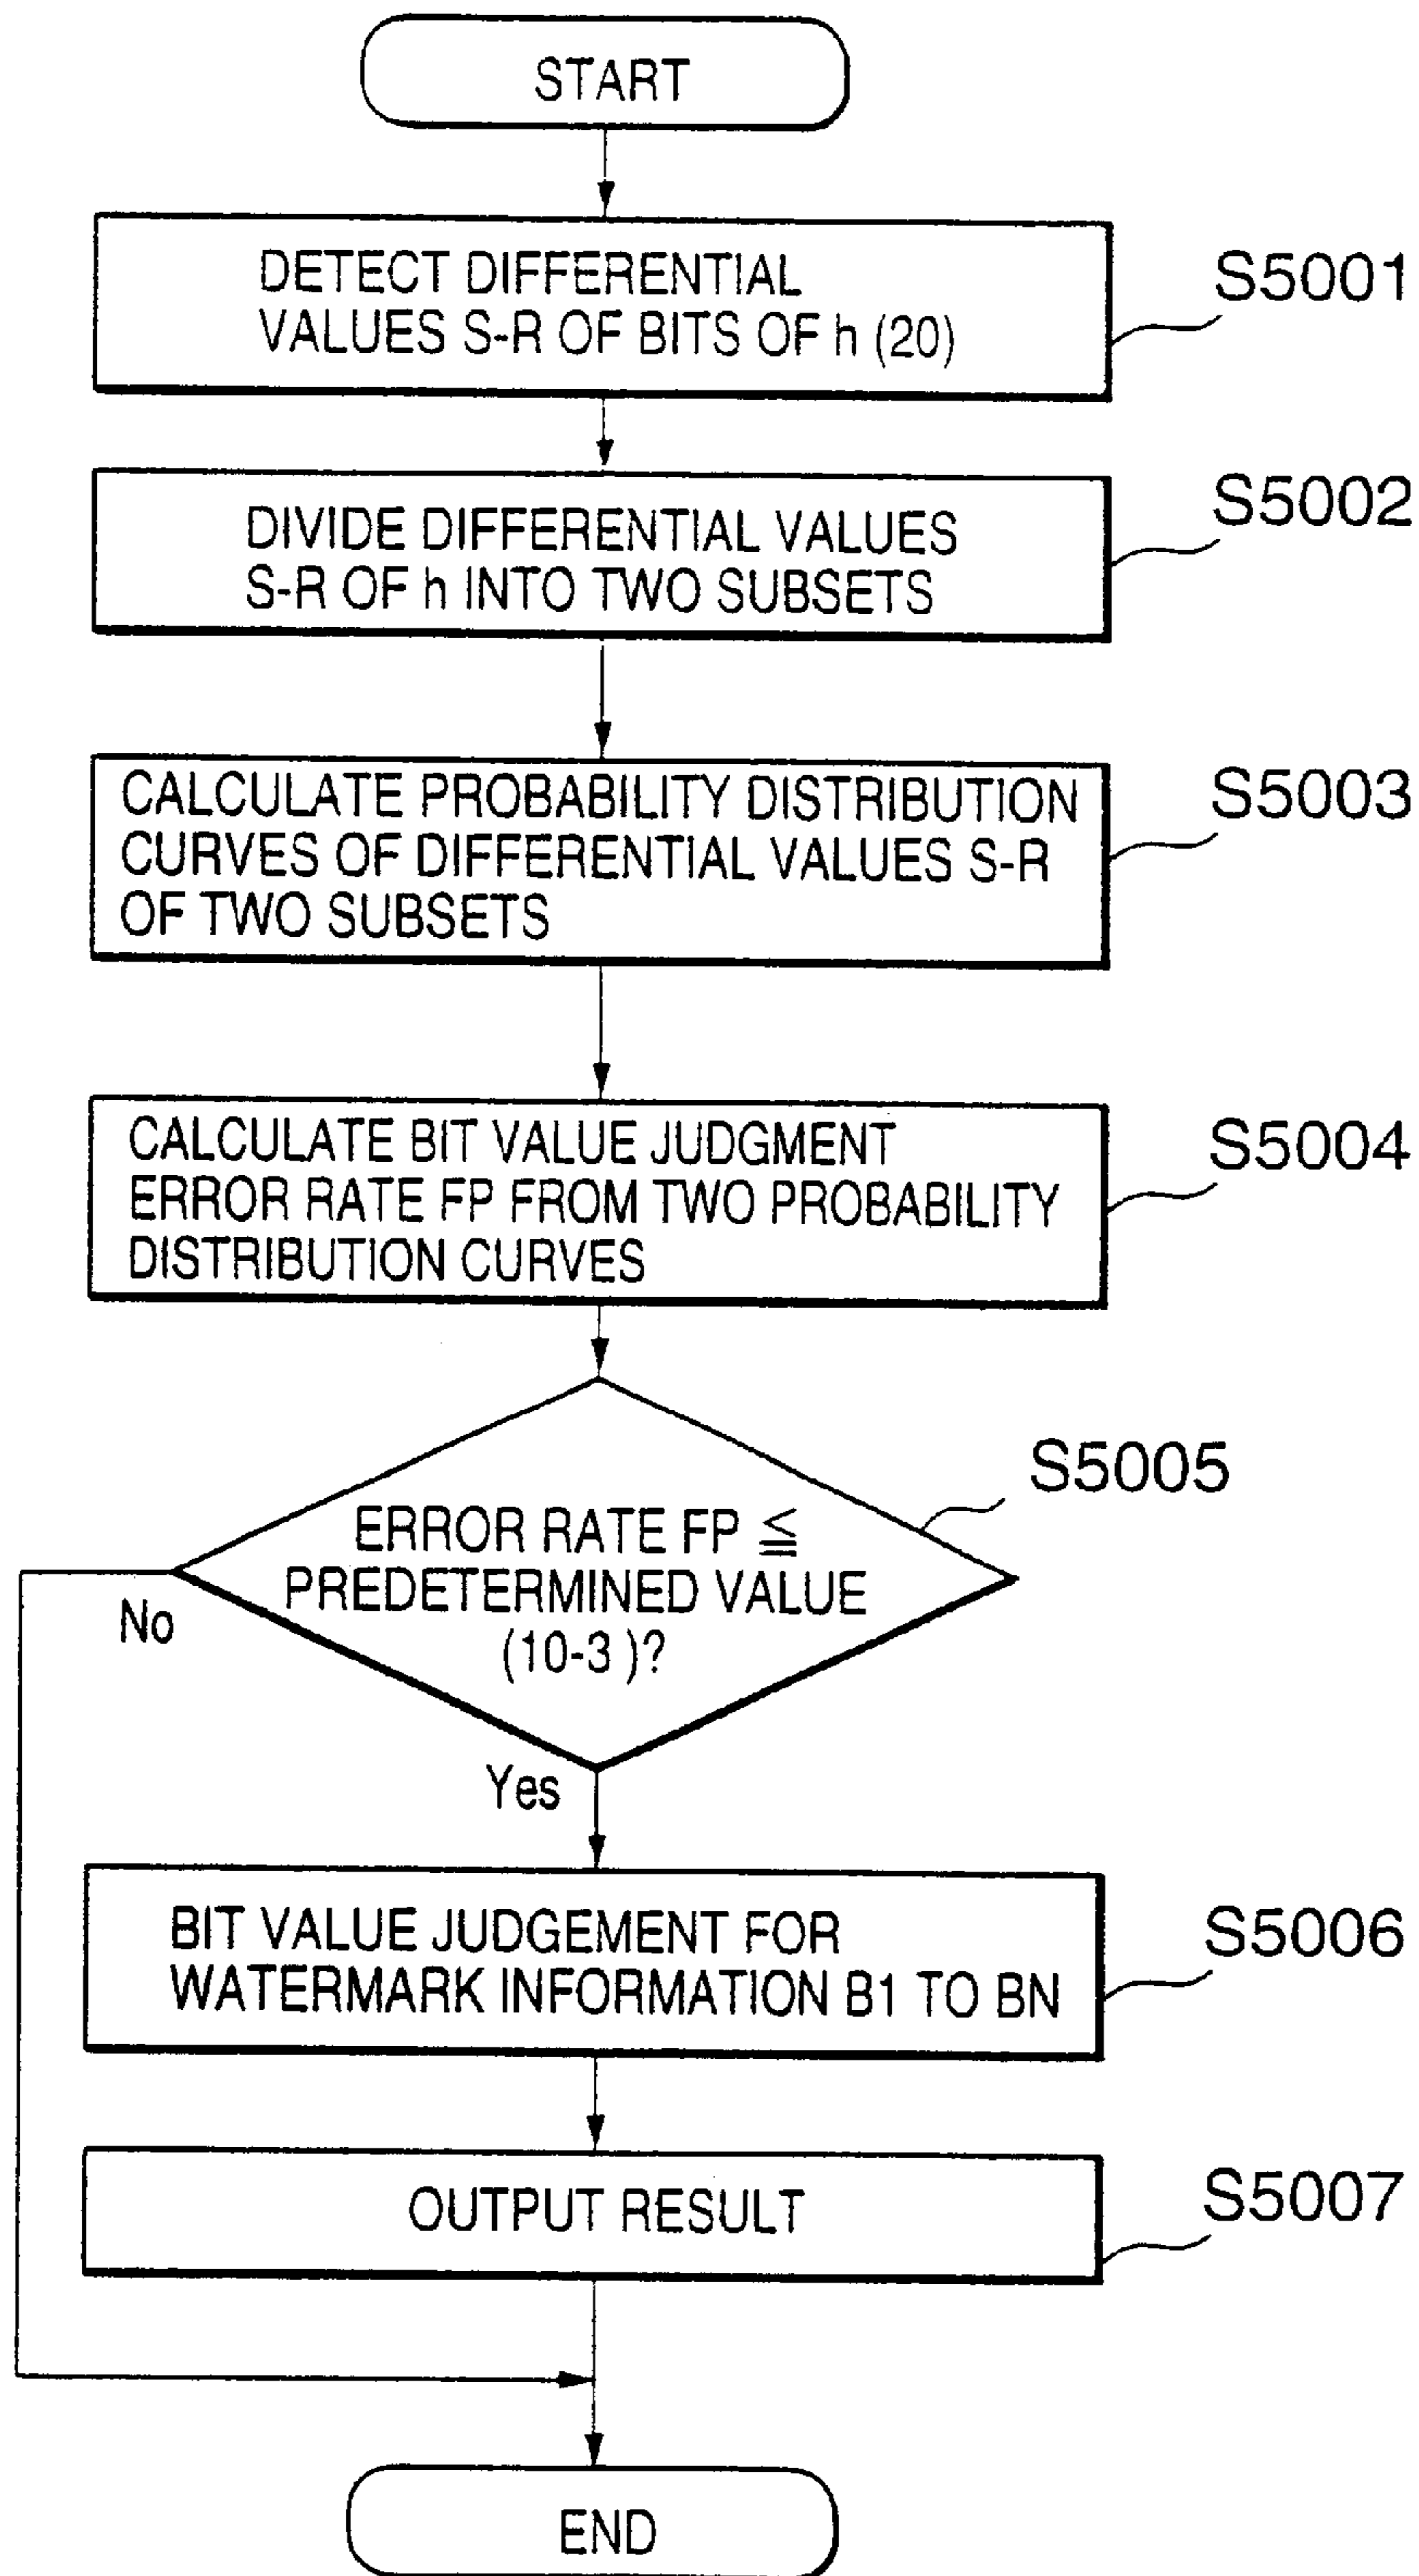 START
DETECT DIFFERENTIAL
VALUES S-R OF BITS OF h (20)
S5001
DIVIDE DIFFERENTIAL VALUES
S-R OF h INTO TWO SUBSETS
S5002
CALCULATE PROBABILITY DISTRIBUTION
CURVES OF DIFFERENTIAL VALUES S-R
OF TWO SUBSETS
S5003
CALCULATE BIT VALUE JUDGMENT
ERROR RATE FP FROM TWO PROBABILITY
DISTRIBUTION CURVES
S5004
ERROR RATE FP ≦
PREDETERMINED VALUE
(10-3 )?
S5005
No
Yes
BIT VALUE JUDGEMENT FOR
WATERMARK INFORMATION B1 TO BN
S5006
OUTPUT RESULT
S5007
END